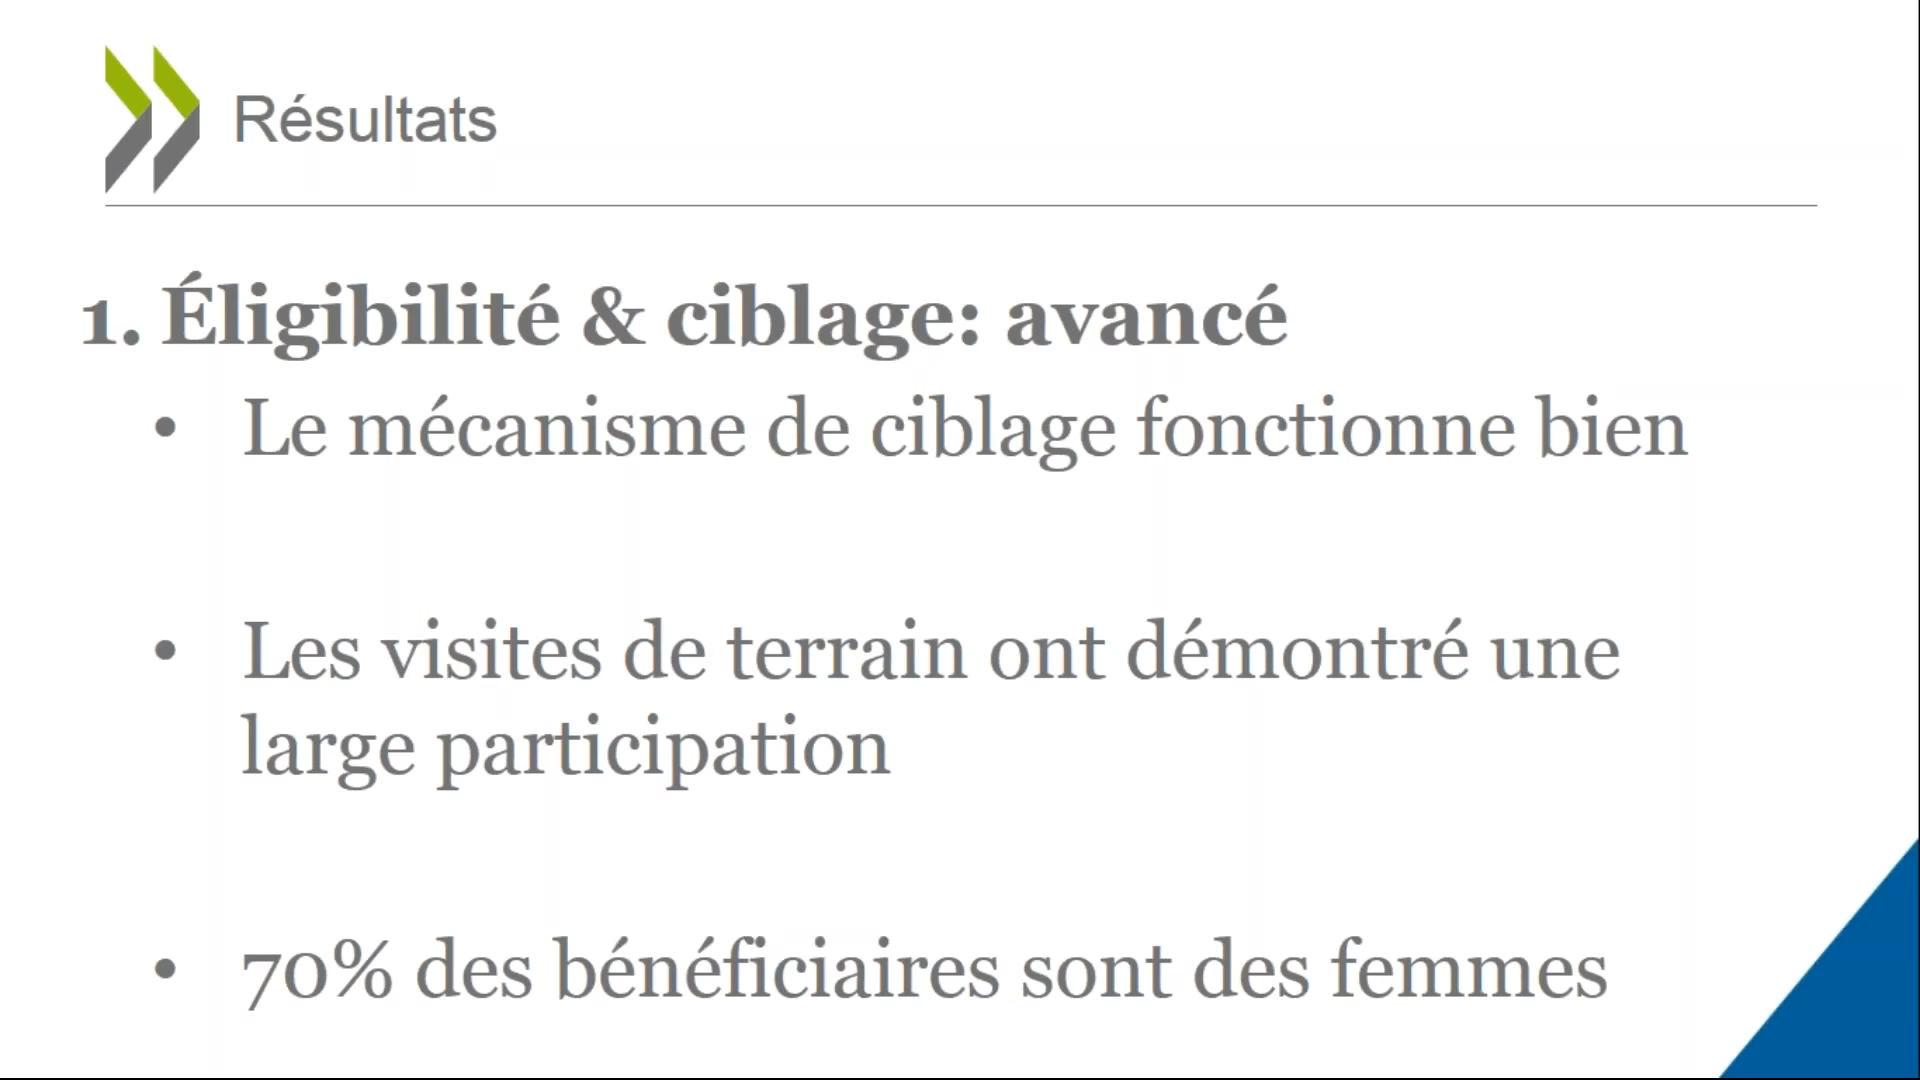 Résultats
1. Éligibilité & ciblage: avancé
• Le mécanisme de ciblage fonctionne bien
• Les visites de terrain ont démontré une
large participation
• 70% des bénéficiaires sont des femmes